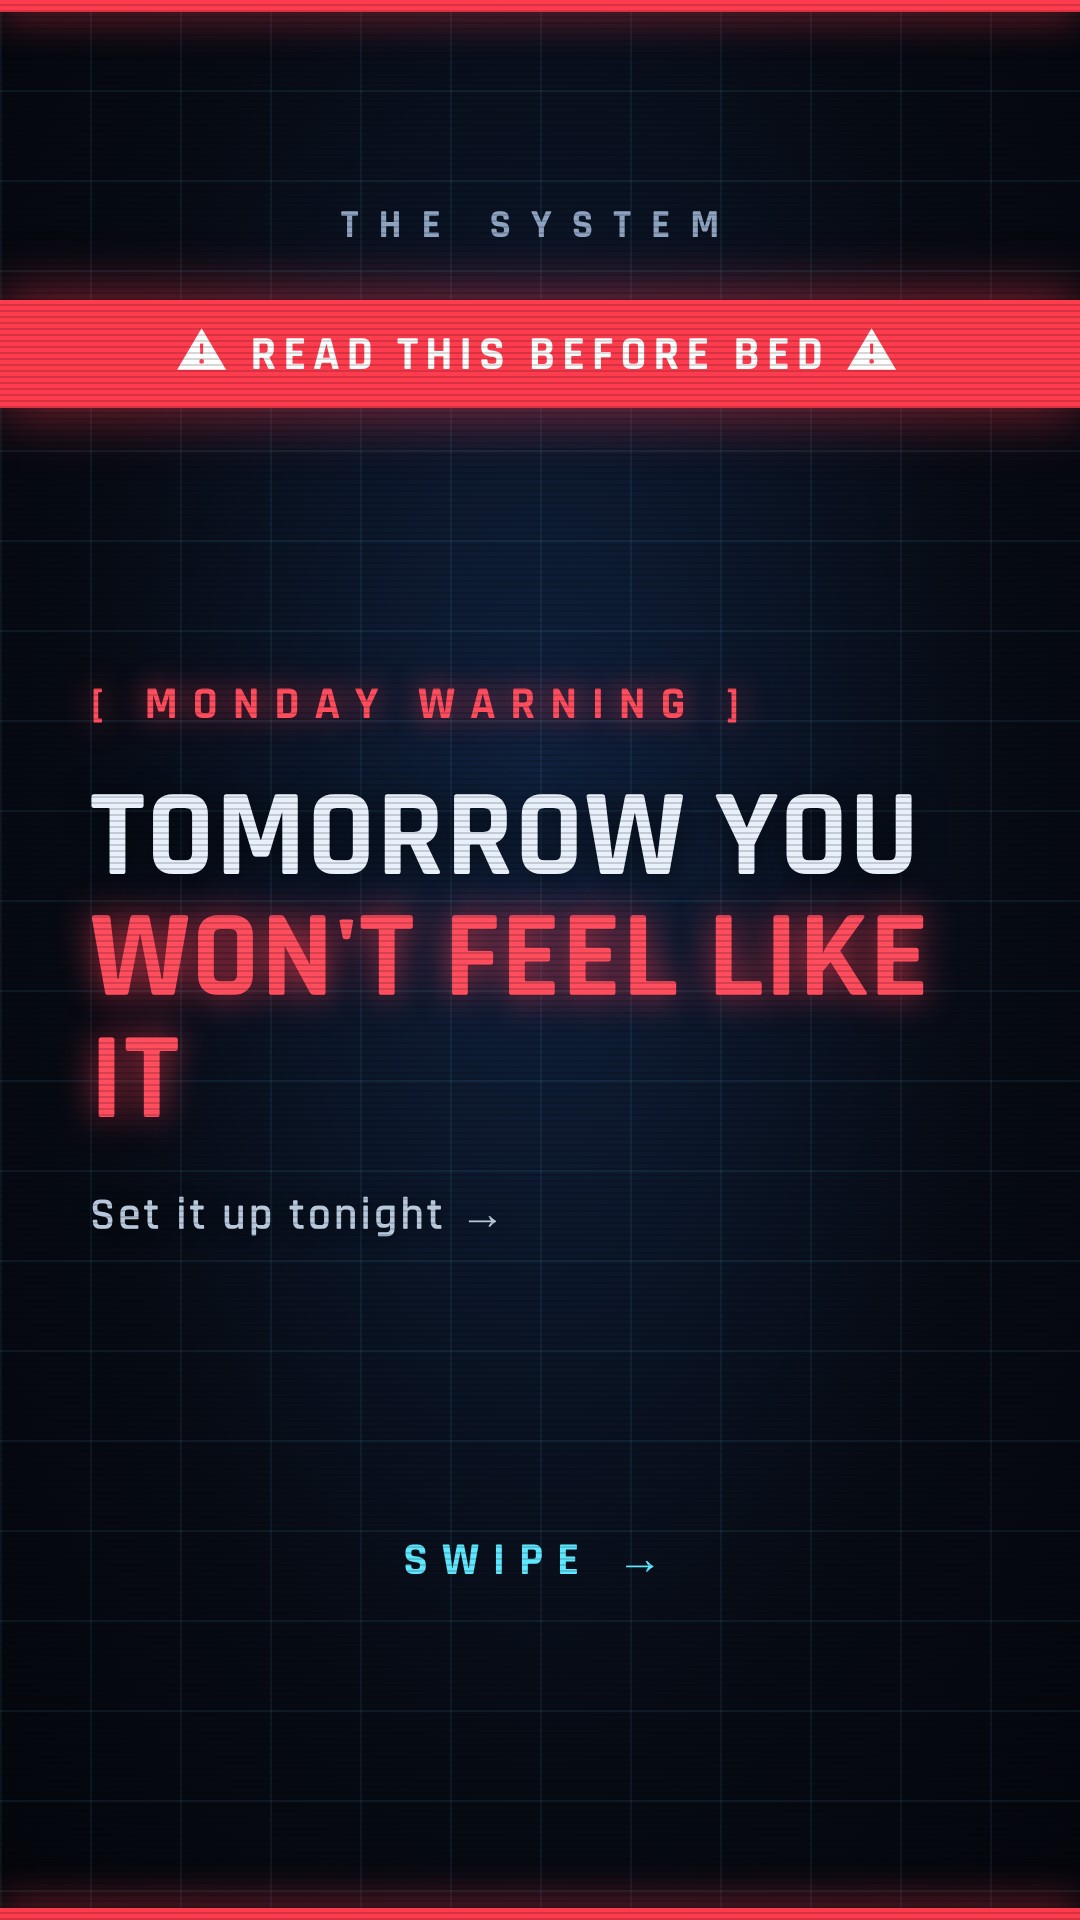 THE SYSTEM
⚠ READ THIS BEFORE BED ⚠
[ MONDAY WARNING ]
TOMORROW YOU
WON'T FEEL LIKE
IT
Set it up tonight →
SWIPE →